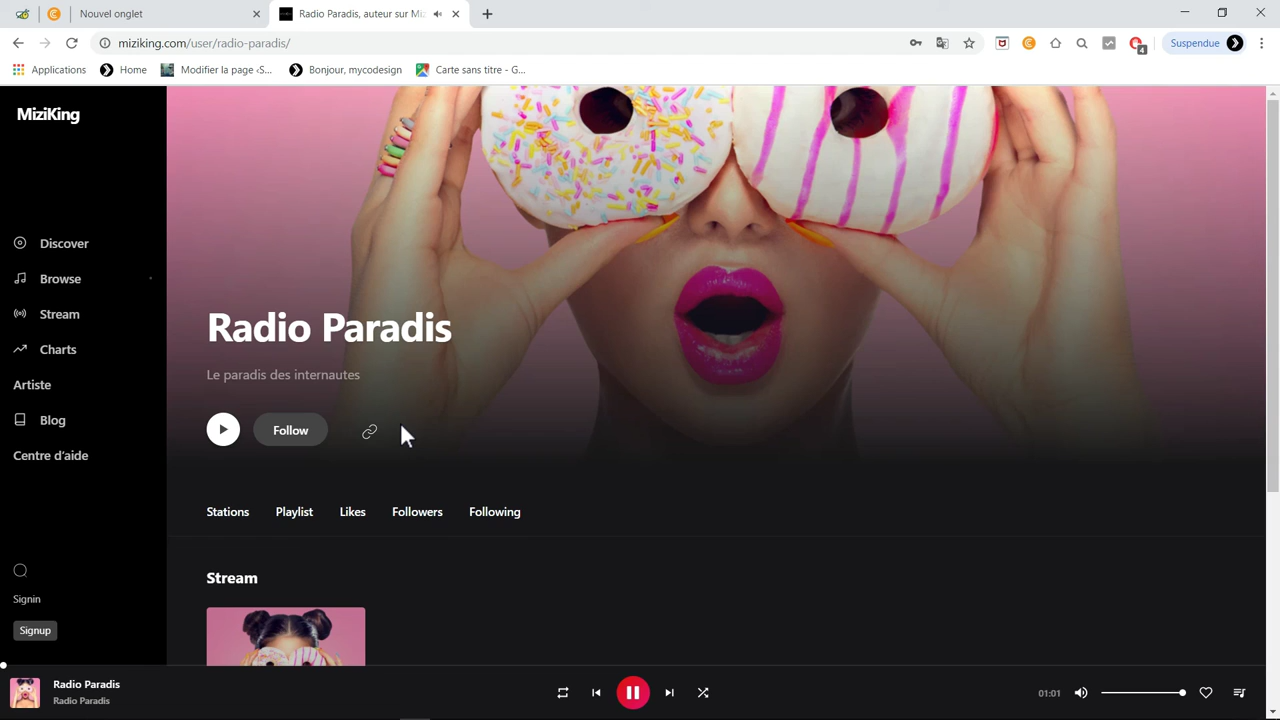 Nouvel onglet
Radio Paradis, auteur sur Miz
miziking.com/user/radio-paradis/
4
Suspendue
Applications
Home
Modifier la page ‹S...
Bonjour, mycodesign
Carte sans titre - G...
MiziKing
Discover
Browse
Stream
Charts
Artiste
Blog
Centre d'aide
Signin
Signup
Radio Paradis
Le paradis des internautes
Follow
Stations Playlist Likes Followers Following
Stream
Radio Paradis
Radio Paradis
01:01